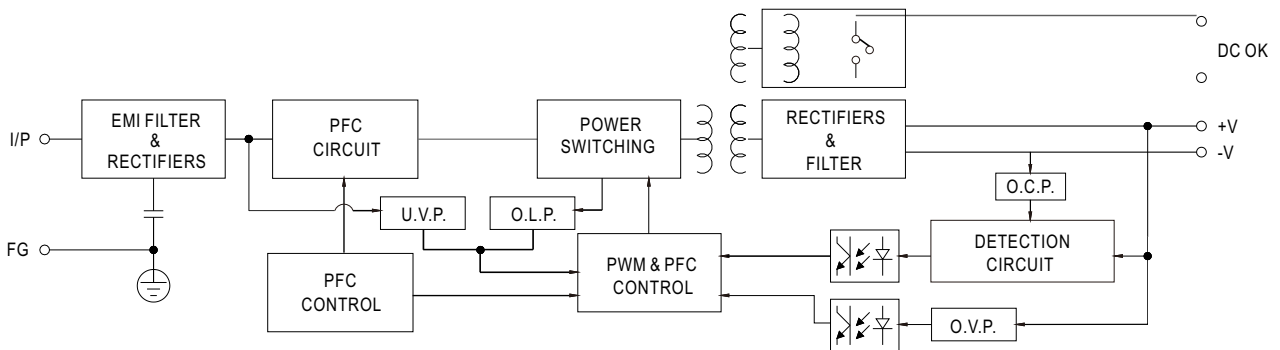 DC OK
I/P
EMI FILTER
&
RECTIFIERS
PFC
CIRCUIT
POWER
SWITCHING
RECTIFIERS
&
FILTER
+V
-V
O.C.P.
U.V.P.
O.L.P.
FG
DETECTION
CIRCUIT
PFC
CONTROL
PWM & PFC
CONTROL
O.V.P.